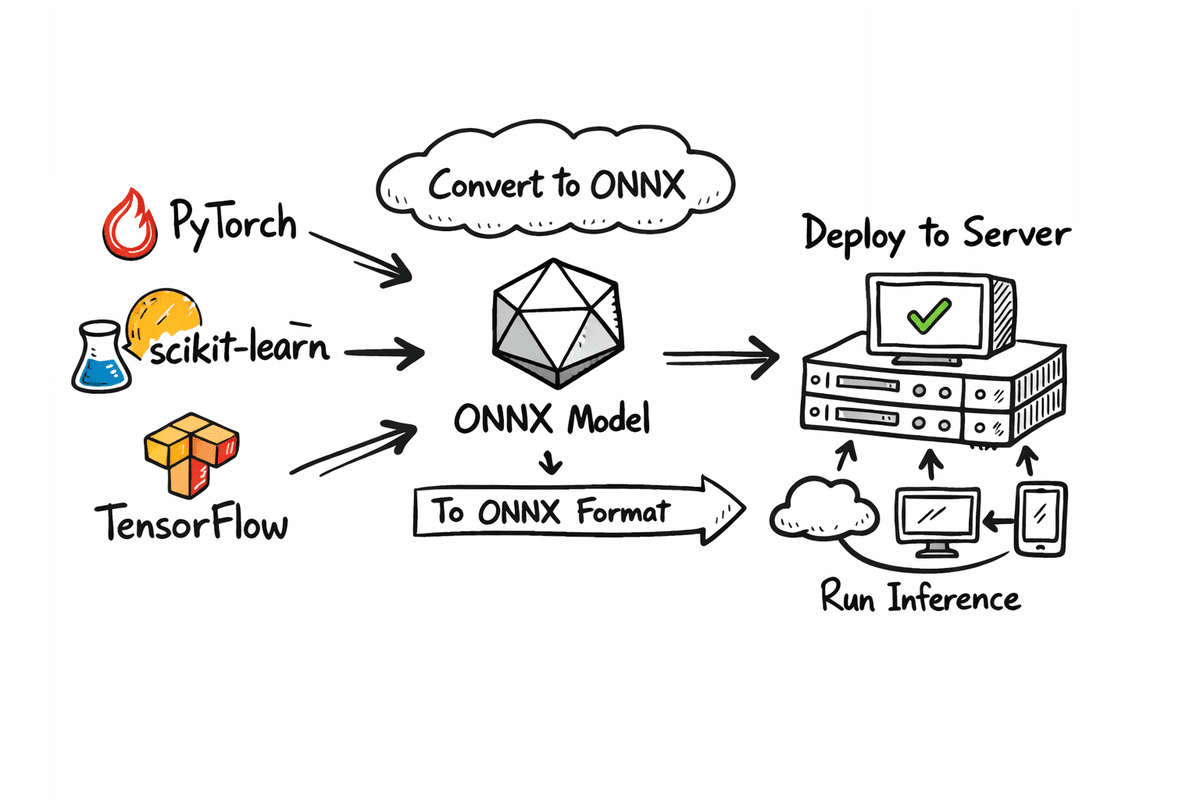 Convert to ONNX
PyTorch
scikit-learn
TensorFlow
ONNX Model
To ONNX Format
Deploy to Server
Run Inference